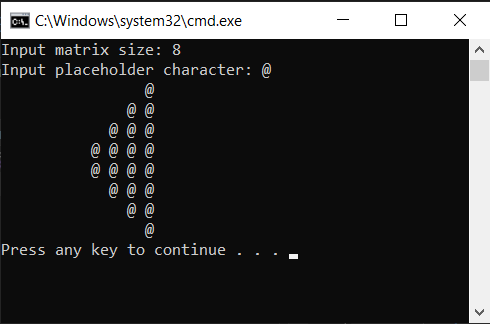 C:\Windows\system32\cmd.exe
Input matrix size: 8
Input placeholder character: @
                @
              @ @
            @ @ @
          @ @ @ @
          @ @ @ @
            @ @ @
              @ @
                @
Press any key to continue . . .